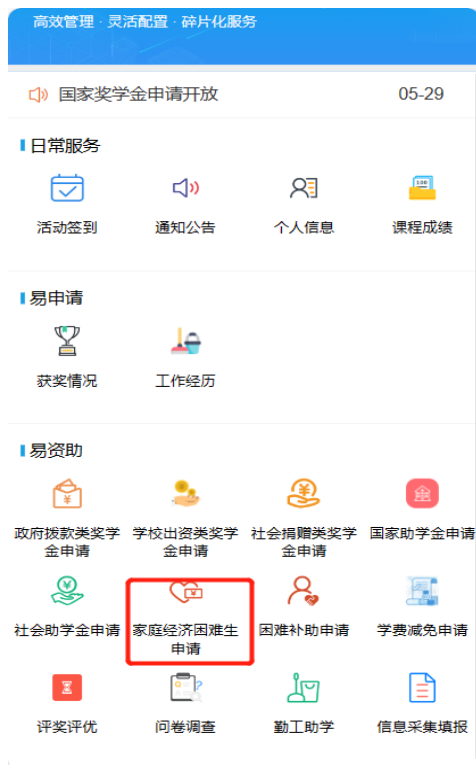 高效管理·灵活配置·碎片化服务
国家奖学金申请开放 05-29
日常服务
活动签到 通知公告 个人信息 课程成绩
易申请
获奖情况 工作经历
易资助
政府拨款类奖学 学校出资类奖学 社会捐赠类奖学 国家助学金申请
金申请 金申请 金申请
社会助学金申请 家庭经济困难生 困难补助申请 学费减免申请
申请
评奖评优 问卷调查 勤工助学 信息采集填报